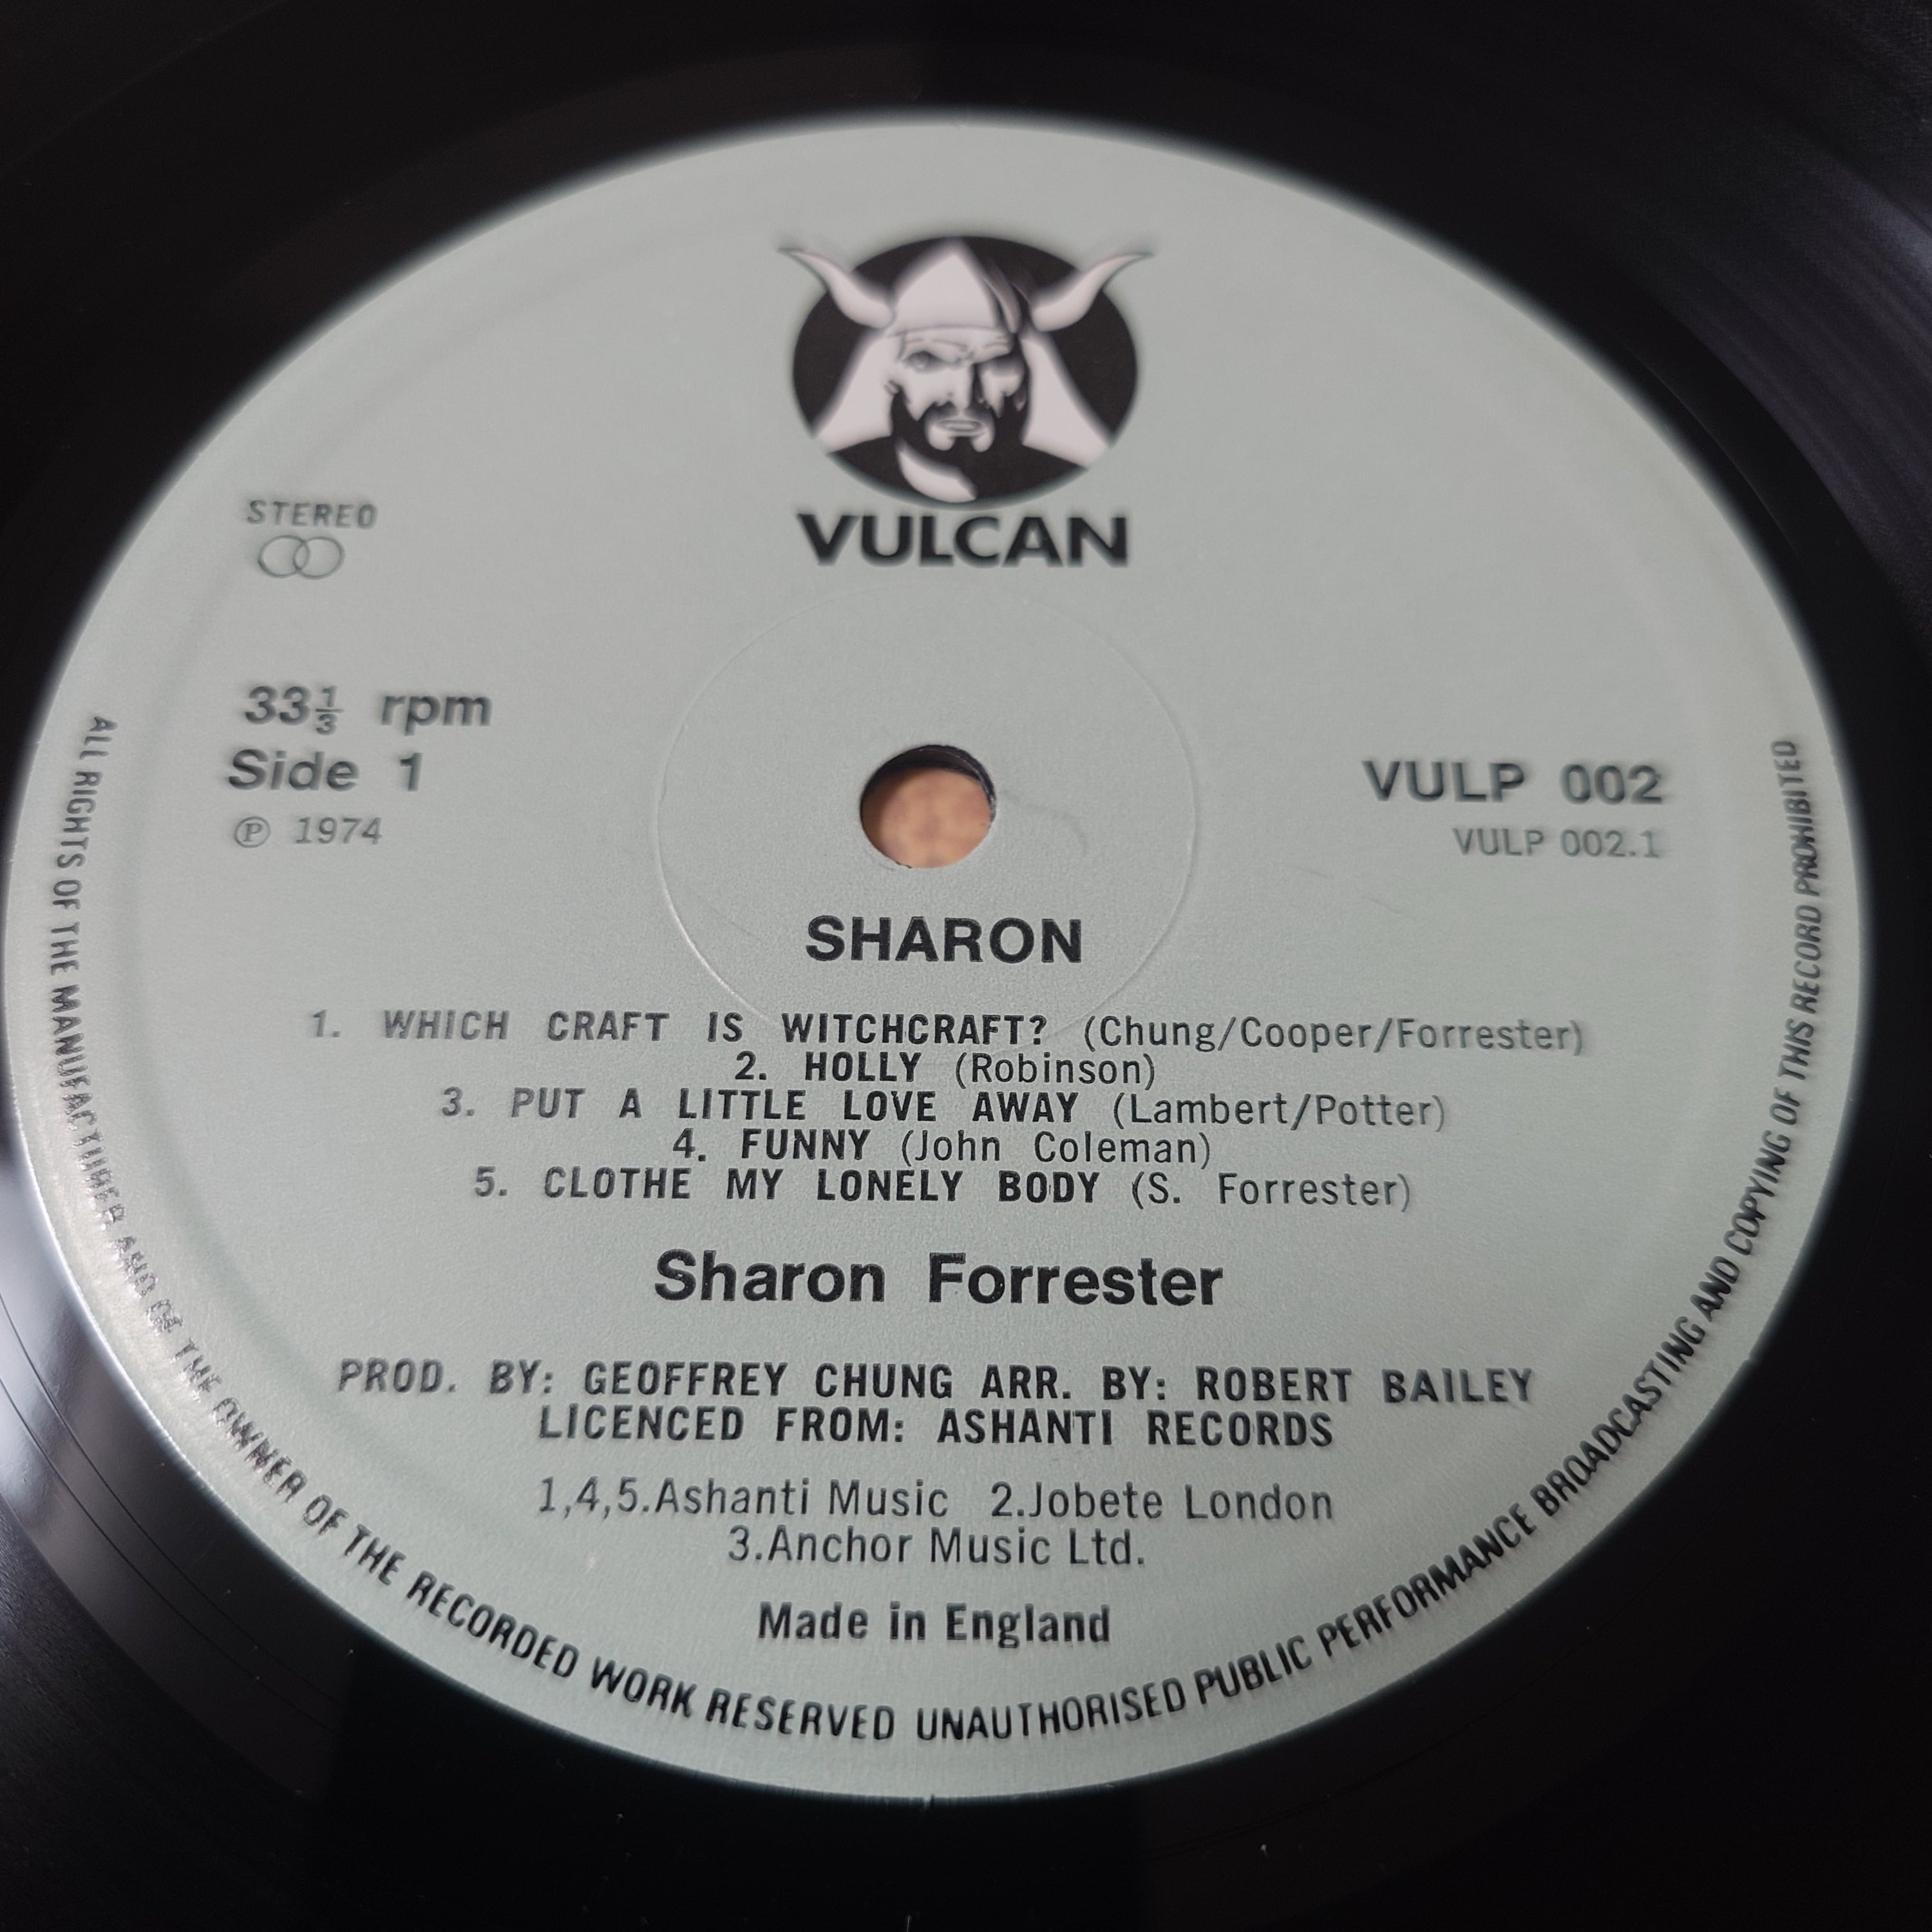 VULCAN
STEREO
33⅓ rpm
Side 1
Ⓟ 1974
VULP 002
VULP 002.1
SHARON
1. WHICH CRAFT IS WITCHCRAFT? (Chung/Cooper/Forrester)
2. HOLLY (Robinson)
3. PUT A LITTLE LOVE AWAY (Lambert/Potter)
4. FUNNY (John Coleman)
5. CLOTHE MY LONELY BODY (S. Forrester)
Sharon Forrester
PROD. BY: GEOFFREY CHUNG ARR. BY: ROBERT BAILEY
LICENCED FROM: ASHANTI RECORDS
1,4,5.Ashanti Music 2.Jobete London
3.Anchor Music Ltd.
Made in England
ALL RIGHTS OF THE MANUFACTURER AND OF THE OWNER OF THE RECORDED WORK RESERVED UNAUTHORISED PUBLIC PERFORMANCE BROADCASTING AND COPYING OF THIS RECORD PROHIBITED